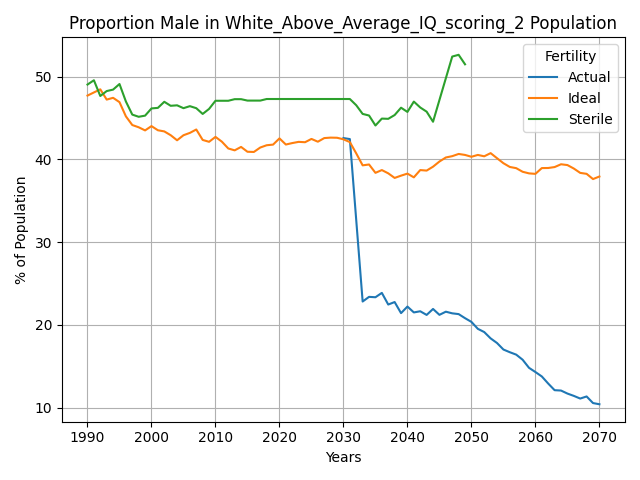 Proportion Male in White_Above_Average_IQ_scoring_2 Population
Fertility
Actual
Ideal
Sterile
% of Population
50
40
30
20
10
1990 2000 2010 2020 2030 2040 2050 2060 2070
Years